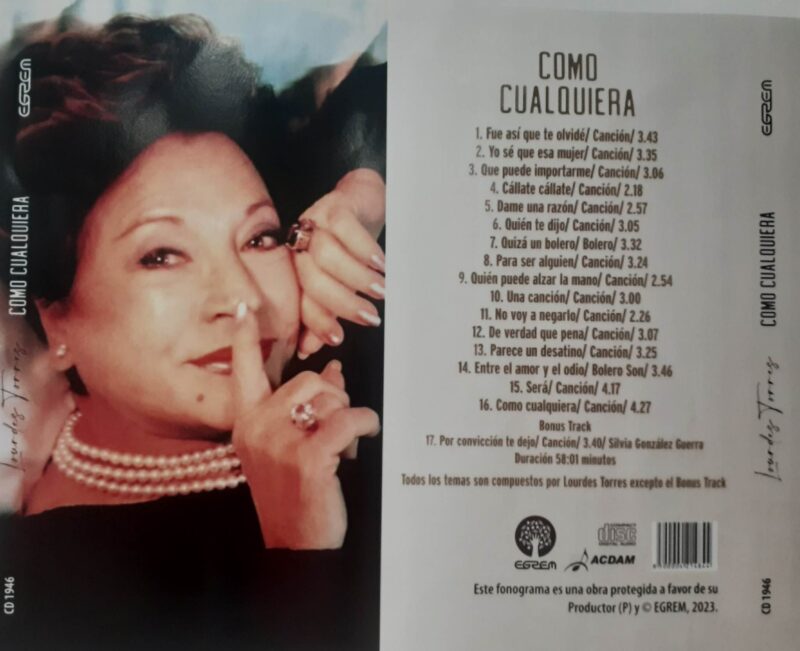 EGREM
COMO CUALQUIERA
Lourdes Torres
CD 1946
COMO
CUALQUIERA
1. Fue así que te olvidé/ Canción/ 3.43
2. Yo sé que esa mujer/ Canción/ 3.35
3. Que puede importarme/ Canción/ 3.06
4. Cállate cállate/ Canción/ 2.18
5. Dame una razón/ Canción/ 2.57
6. Quién te dijo/ Canción/ 3.05
7. Quizá un bolero/ Bolero/ 3.32
8. Para ser alguien/ Canción/ 3.24
9. Quién puede alzar la mano/ Canción/ 2.54
10. Una canción/ Canción/ 3.00
11. No voy a negarlo/ Canción/ 2.26
12. De verdad que pena/ Canción/ 3.07
13. Parece un desatino/ Canción/ 3.25
14. Entre el amor y el odio/ Bolero Son/ 3.46
15. Será/ Canción/ 4.17
16. Como cualquiera/ Canción/ 4.27
Bonus Track
17. Por convicción te dejo/ Canción/ 3.40/ Silvia González Guerra
Duración 58:01 minutos
Todos los temas son compuestos por Lourdes Torres excepto el Bonus Track
EGREM
ACDAM
COMPACT
disc
DIGITAL AUDIO
Este fonograma es una obra protegida a favor de su
Productor (P) y © EGREM, 2023.
EGREM
COMO CUALQUIERA
Lourdes Torres
CD 1946